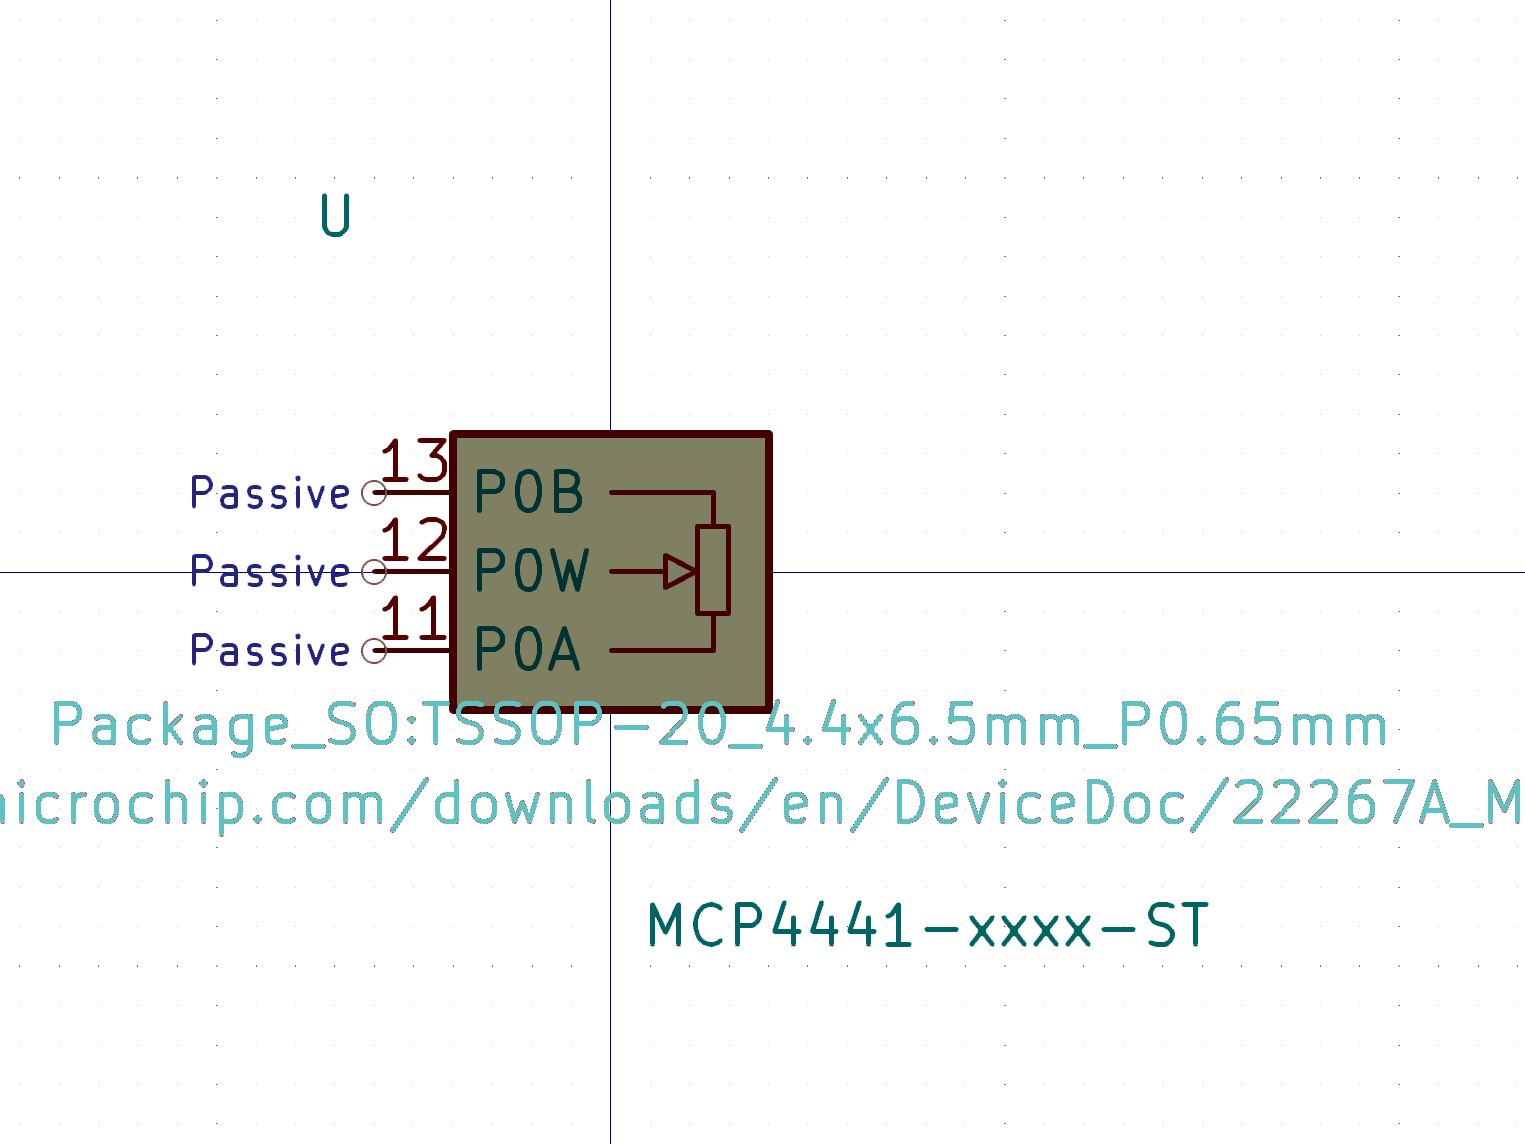 U
13
Passive P0B
12
Passive P0W
11
Passive P0A
Package_SO:TSSOP-20_4.4x6.5mm_P0.65mm
icrochip.com/downloads/en/DeviceDoc/22267A_M
MCP4441-xxxx-ST